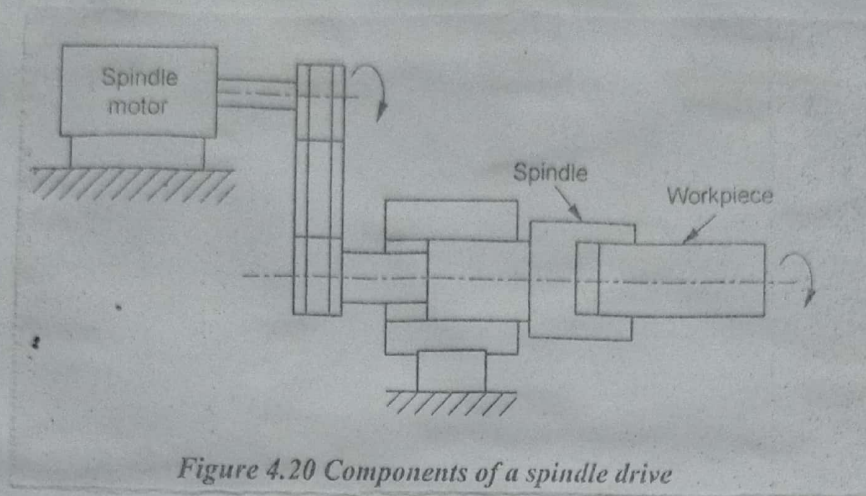 Spindle
motor
Spindle
Workpiece
Figure 4.20 Components of a spindle drive